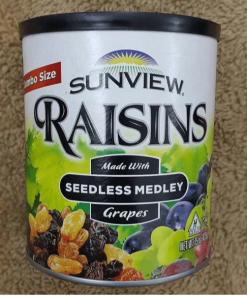 Jumbo Size
SUNVIEW
RAISINS
Made With
SEEDLESS MEDLEY
Grapes